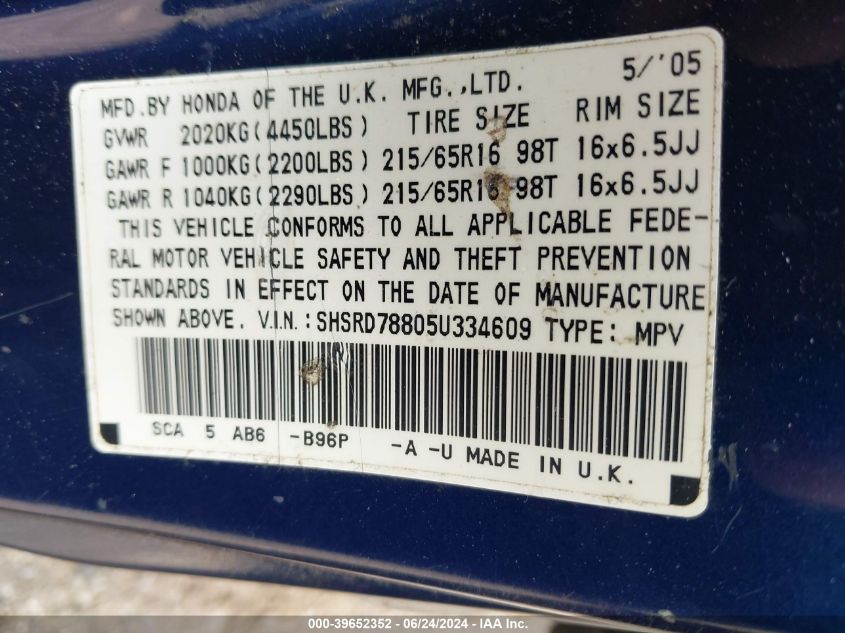 MFD.BY HONDA OF THE U.K. MFG.,LTD. 5/'05
GVWR 2020KG(4450LBS) TIRE SIZE RIM SIZE
GAWR F 1000KG(2200LBS) 215/65R16 98T 16x6.5JJ
GAWR R 1040KG(2290LBS) 215/65R16 98T 16x6.5JJ
THIS VEHICLE CONFORMS TO ALL APPLICABLE FEDE-
RAL MOTOR VEHICLE SAFETY AND THEFT PREVENTION
STANDARDS IN EFFECT ON THE DATE OF MANUFACTURE
SHOWN ABOVE. V.I.N.:SHSRD78805U334609 TYPE: MPV
SCA 5 AB6 -B96P -A -U MADE IN U.K.
000-39652352 - 06/24/2024 - IAA, Inc.